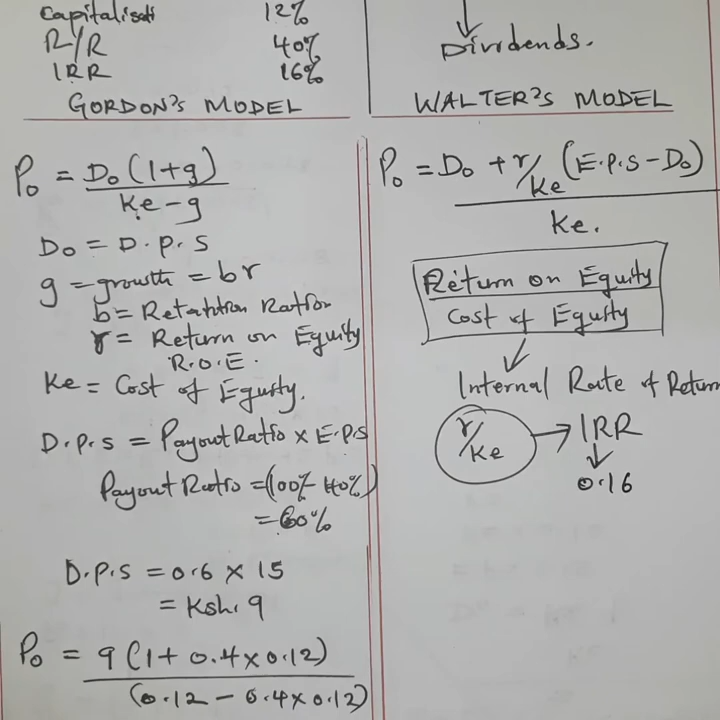 Capitalisati 12%
R/R 40%
IRR 16%
GORDON'S MODEL
P₀ = D₀ (1+g)
Ke - g
D₀ = D.P.S
g = growth = br
b = Retahtion Ration
r = Return on Equity
R.O.E.
Ke = Cost of Equity.
D.P.S = Payout Ratio x E.P.S
Payout Ratio = (100% - 40%)
= 60%
D.P.S = 0.6 x 15
= Ksh. 9
P₀ = 9 (1 + 0.4 x 0.12)
(0.12 - 0.4 x 0.12)
Dividends.
WALTER'S MODEL
P₀ = D₀ + r/Ke (E.P.S - D₀)
Ke.
Return on Equity
Cost of Equity
Internal Rate of Return
r/Ke → IRR
0.16